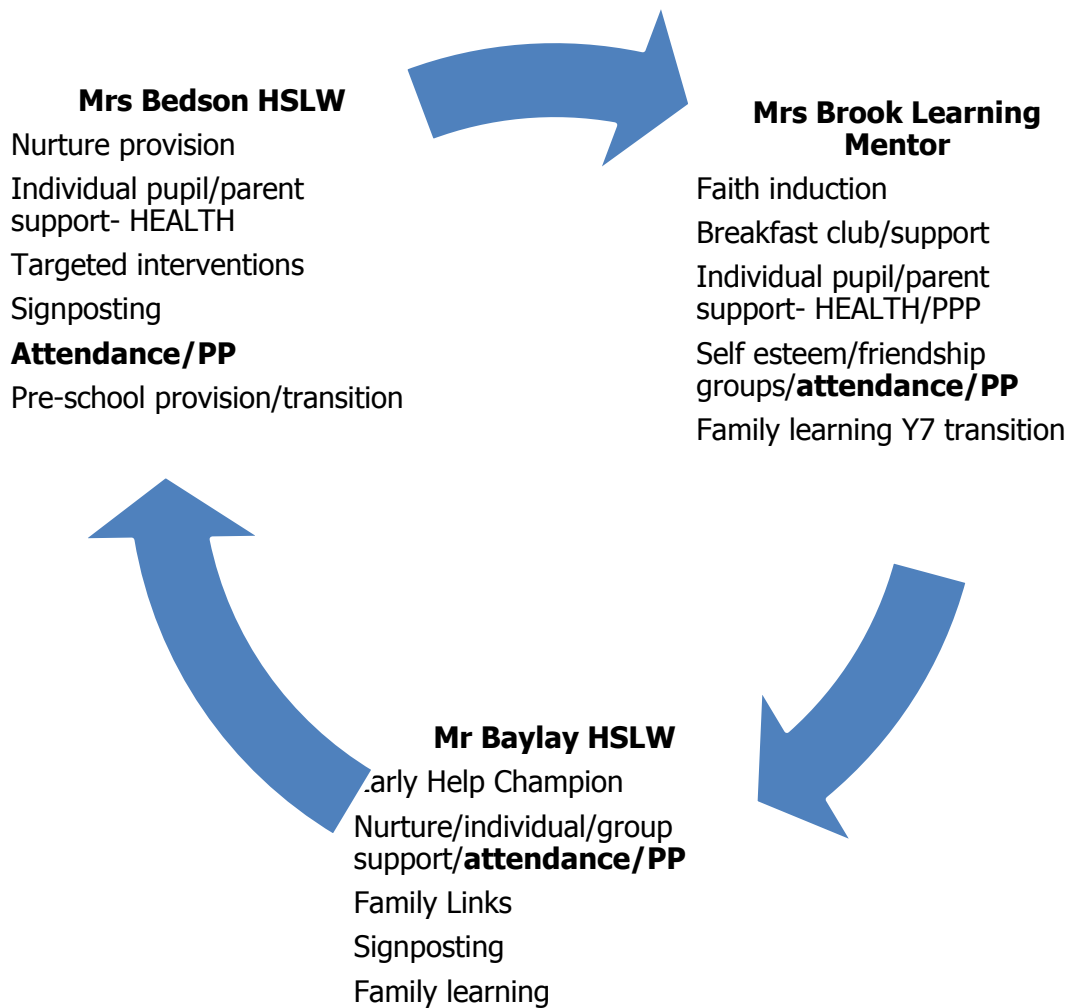 Mrs Bedson HSLW
Nurture provision
Individual pupil/parent
support- HEALTH
Targeted interventions
Signposting
Attendance/PP
Pre-school provision/transition
Mrs Brook Learning
Mentor
Faith induction
Breakfast club/support
Individual pupil/parent
support- HEALTH/PPP
Self esteem/friendship
groups/attendance/PP
Family learning Y7 transition
Mr Baylay HSLW
Early Help Champion
Nurture/individual/group
support/attendance/PP
Family Links
Signposting
Family learning